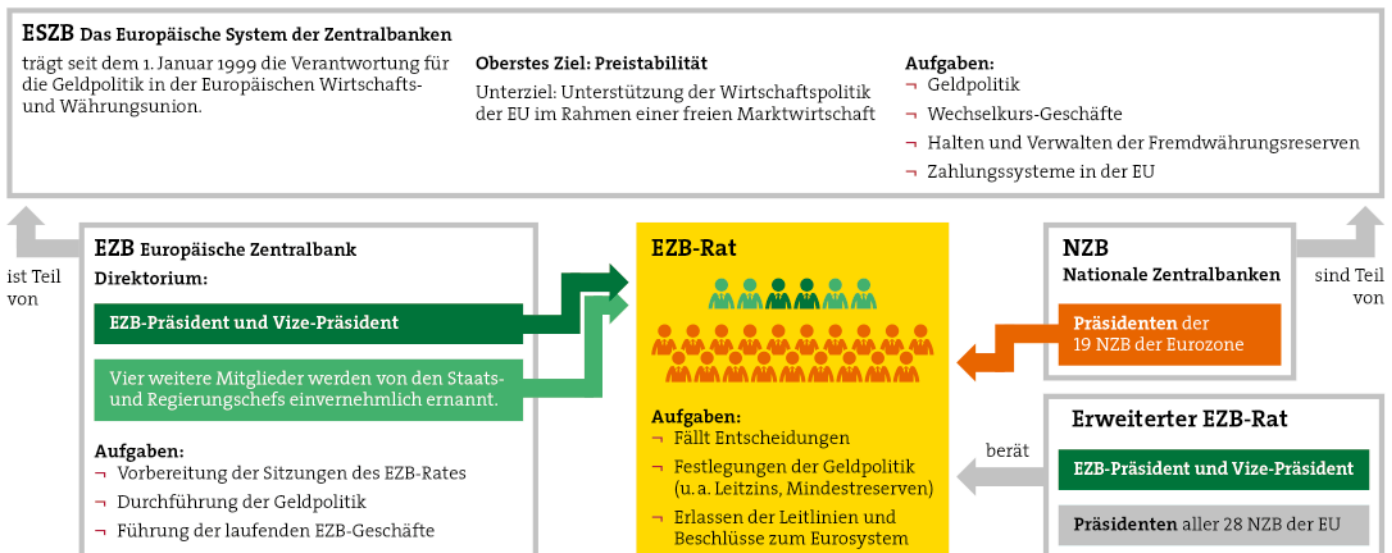 ESZB Das Europäische System der Zentralbanken
trägt seit dem 1. Januar 1999 die Verantwortung für
die Geldpolitik in der Europäischen Wirtschafts-
und Währungsunion.
Oberstes Ziel: Preistabilität
Unterziel: Unterstützung der Wirtschaftspolitik
der EU im Rahmen einer freien Marktwirtschaft
Aufgaben:
¬ Geldpolitik
¬ Wechselkurs-Geschäfte
¬ Halten und Verwalten der Fremdwährungsreserven
¬ Zahlungssysteme in der EU
ist Teil
von
EZB Europäische Zentralbank
Direktorium:
EZB-Präsident und Vize-Präsident
Vier weitere Mitglieder werden von den Staats-
und Regierungschefs einvernehmlich ernannt.
Aufgaben:
¬ Vorbereitung der Sitzungen des EZB-Rates
¬ Durchführung der Geldpolitik
¬ Führung der laufenden EZB-Geschäfte
EZB-Rat
Aufgaben:
¬ Fällt Entscheidungen
¬ Festlegungen der Geldpolitik
(u. a. Leitzins, Mindestreserven)
¬ Erlassen der Leitlinien und
Beschlüsse zum Eurosystem
NZB
Nationale Zentralbanken
Präsidenten der
19 NZB der Eurozone
sind Teil
von
berät
Erweiterter EZB-Rat
EZB-Präsident und Vize-Präsident
Präsidenten aller 28 NZB der EU